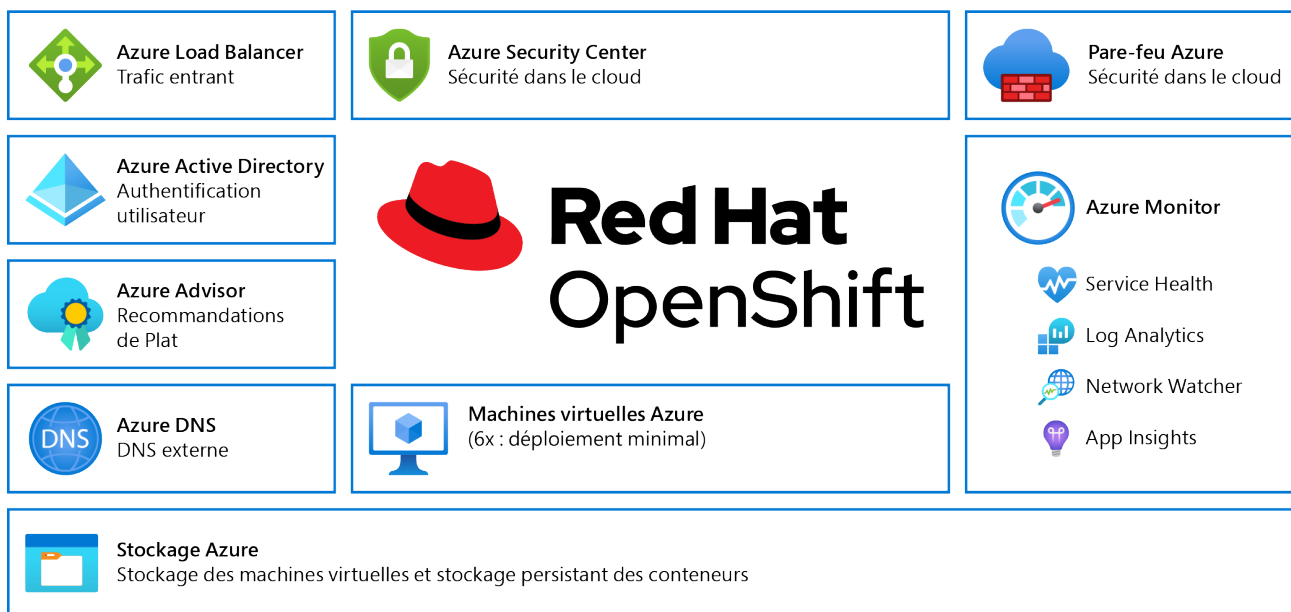 Azure Load Balancer
Trafic entrant
Azure Security Center
Sécurité dans le cloud
Pare-feu Azure
Sécurité dans le cloud
Azure Active Directory
Authentification
utilisateur
Red Hat
OpenShift
Azure Monitor
Service Health
Log Analytics
Network Watcher
App Insights
Azure Advisor
Recommandations
de Plat
DNS
Azure DNS
DNS externe
Machines virtuelles Azure
(6x : déploiement minimal)
Stockage Azure
Stockage des machines virtuelles et stockage persistant des conteneurs